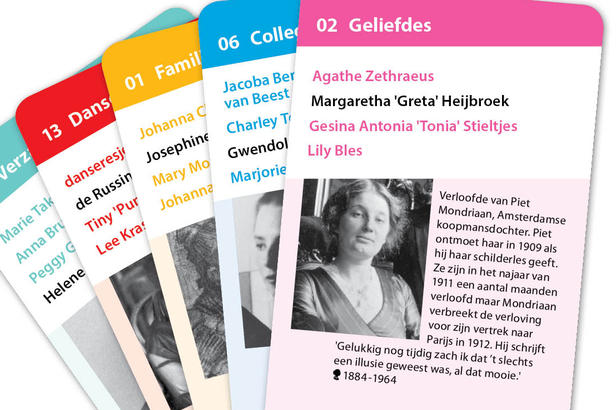 Verz
Marie Tak
Anna Bru
Peggy G
Helene
13 Dans
danseresje
de Russin
Tiny 'Pur
Lee Kras
01 Famil
Johanna C
Josephine
Mary Mo
Johanna
06 Collec
Jacoba Ber
van Beest
Charley To
Gwendol
Marjorie
02 Geliefdes
Agathe Zethraeus
Margaretha 'Greta' Heijbroek
Gesina Antonia 'Tonia' Stieltjes
Lily Bles
Verloofde van Piet
Mondriaan, Amsterdamse
koopmansdochter. Piet
ontmoet haar in 1909 als
hij haar schilderles geeft.
Ze zijn in het najaar van
1911 een aantal maanden
verloofd maar Mondriaan
verbreekt de verloving
voor zijn vertrek naar
Parijs in 1912. Hij schrijft
'Gelukkig nog tijdig zach ik dat 't slechts
een illusie geweest was, al dat mooie.'
1884-1964